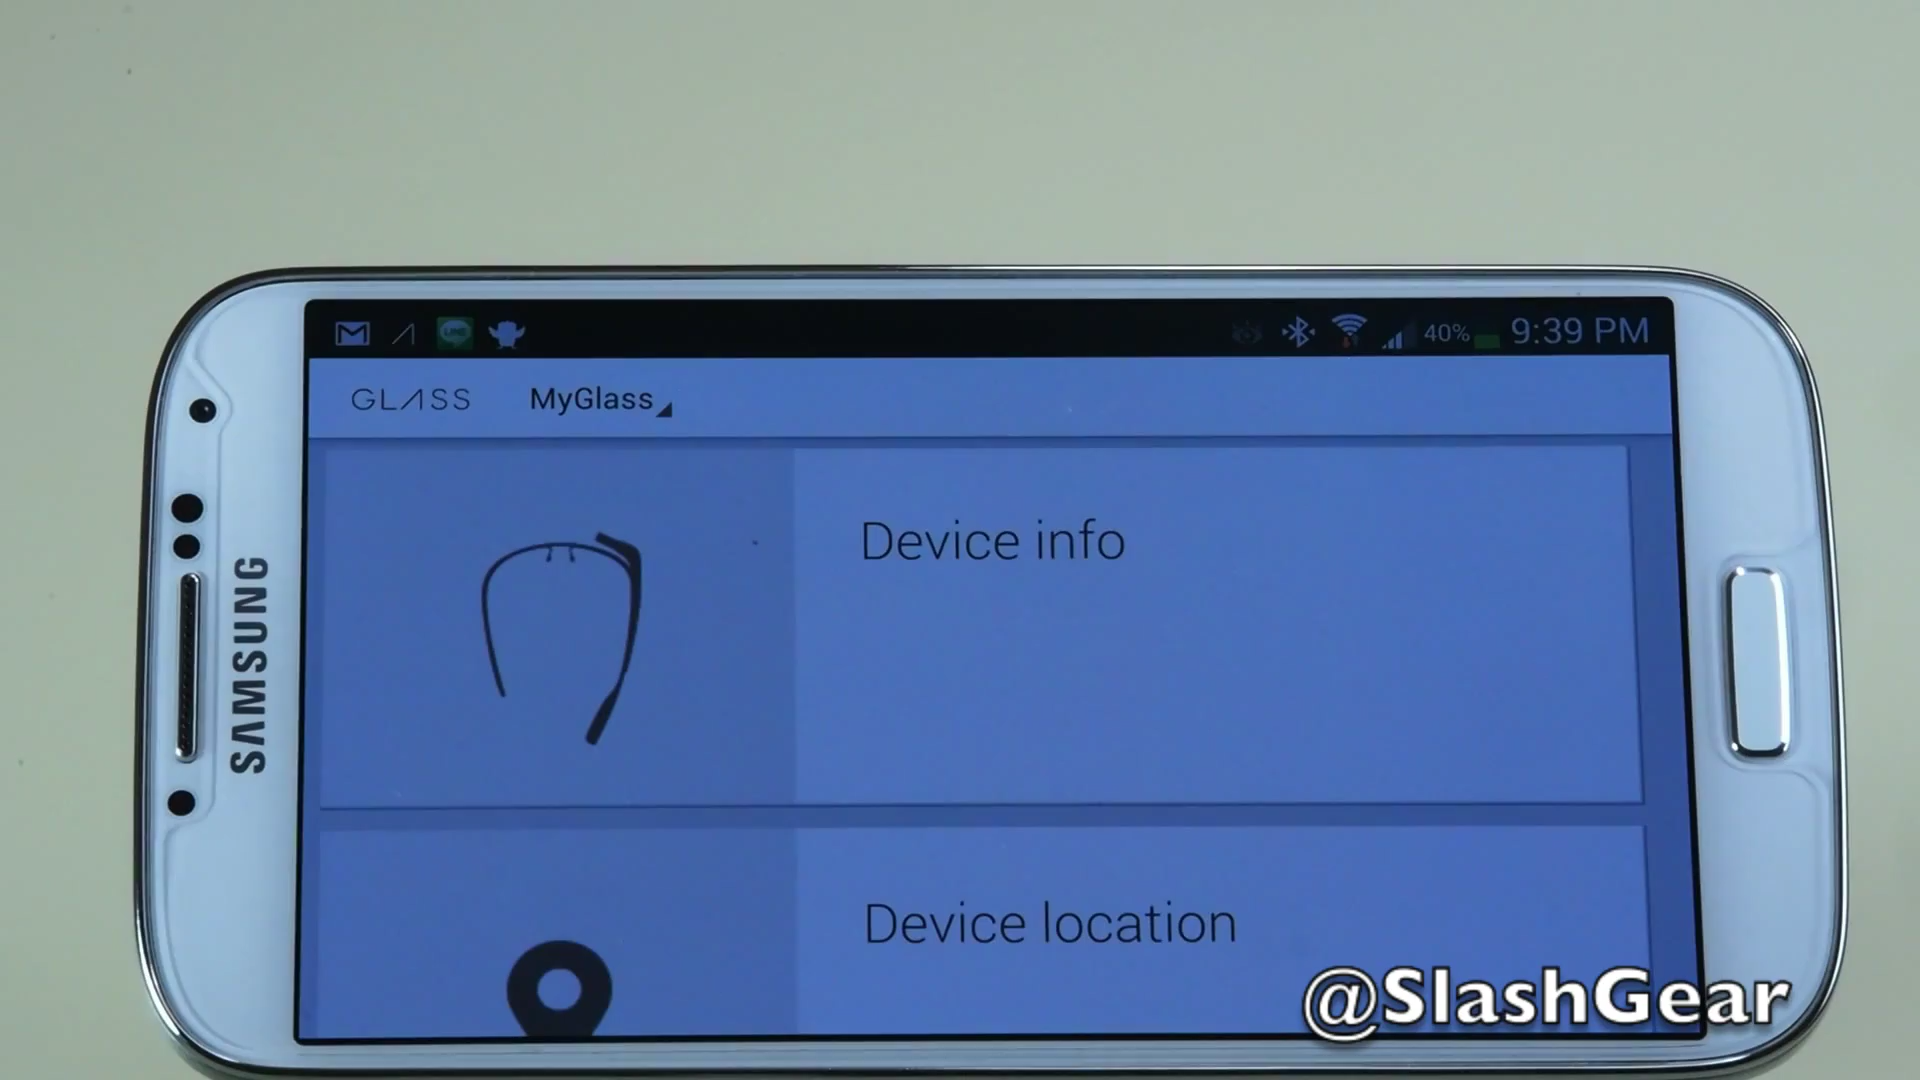 40% 9:39 PM
GLASS MyGlass
Device info
SAMSUNG
Device location
@SlashGear